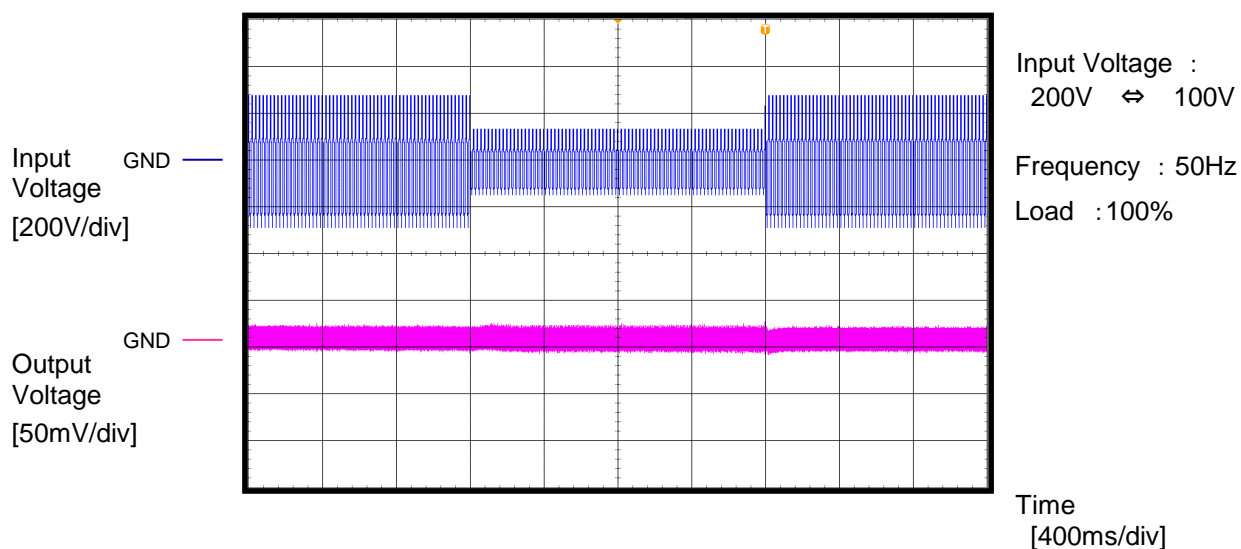 T
Input Voltage :
200V ⇔ 100V
Input
Voltage
[200V/div]
GND
Frequency : 50Hz
Load :100%
GND
Output
Voltage
[50mV/div]
Time
[400ms/div]